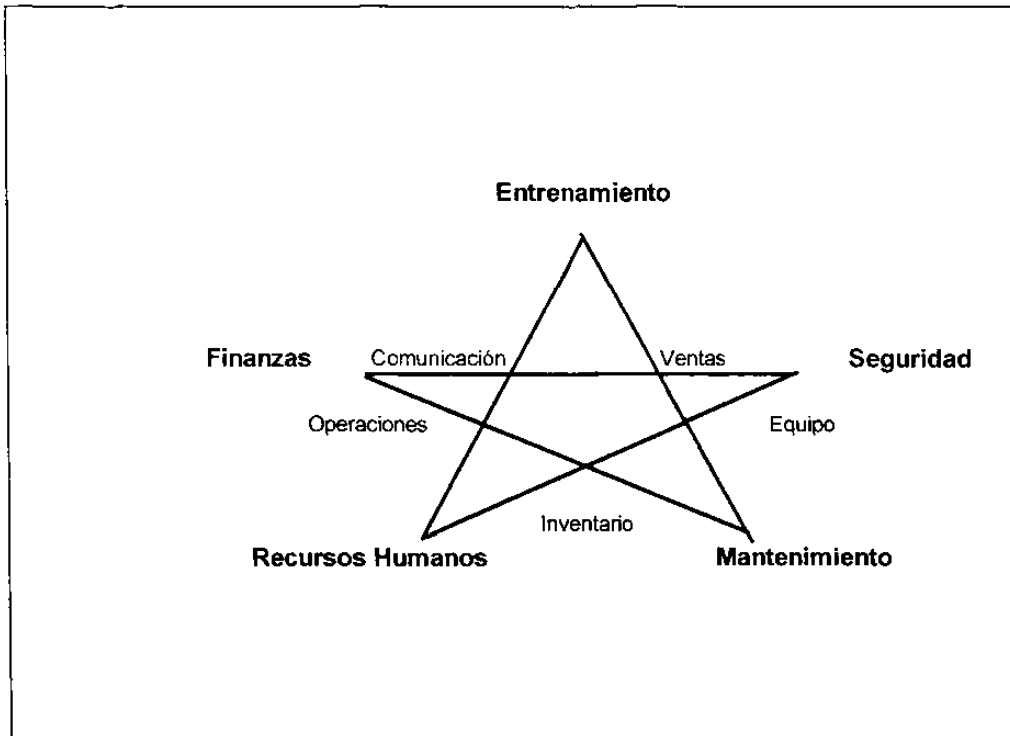 Entrenamiento
Finanzas
Comunicación
Ventas
Seguridad
Operaciones
Equipo
Inventario
Recursos Humanos
Mantenimiento